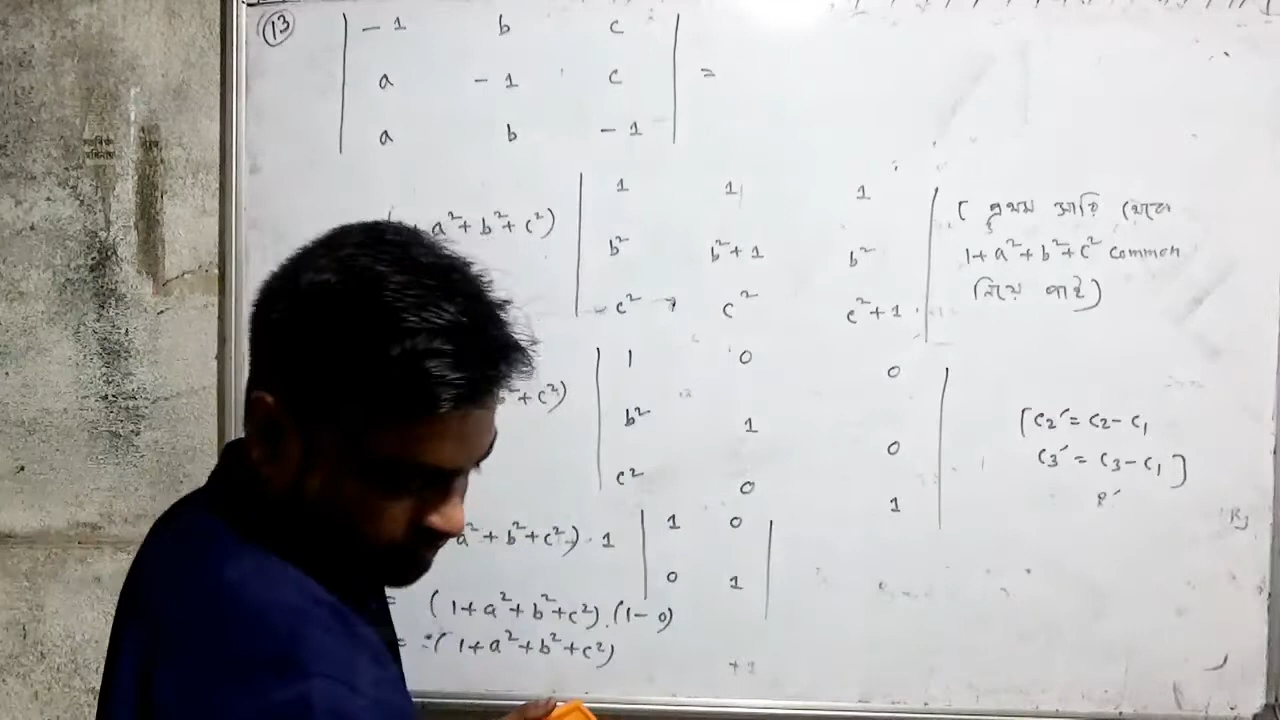 13
| -1 b c |
| a -1 c | =
| a b -1 |
+ a² + b² + c²) | 1 1 1 | [ প্রথম সারি থেকে
| b² b²+1 b² | 1+a²+b²+c² common
| c² c² c²+1 | নিয়ে পাই)
² + c²) | 1 0 0 |
| b² 1 0 | [c₂′ = c₂ - c₁
| c² 0 1 | c₃′ = c₃ - c₁]
a² + b² + c²) · 1 | 1 0 |
| 0 1 |
= (1 + a² + b² + c²) · (1 - 0)
= (1 + a² + b² + c²)